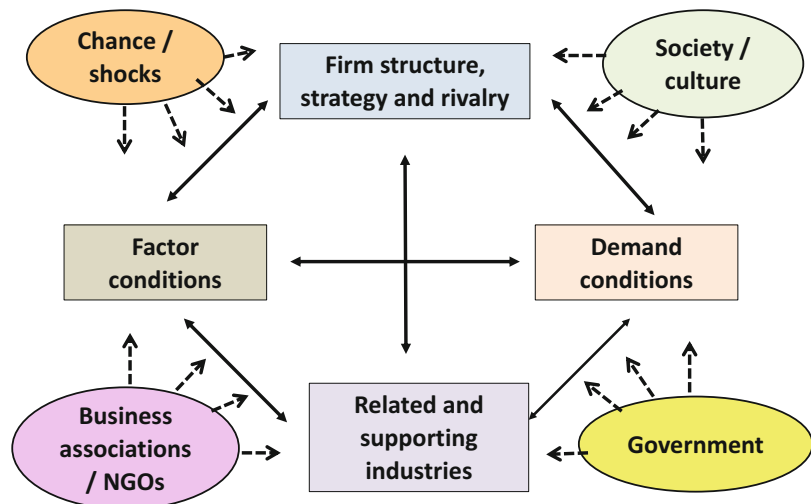 Chance /
shocks
Firm structure,
strategy and rivalry
Society /
culture
Factor
conditions
Demand
conditions
Business
associations
/ NGOs
Related and
supporting
industries
Government